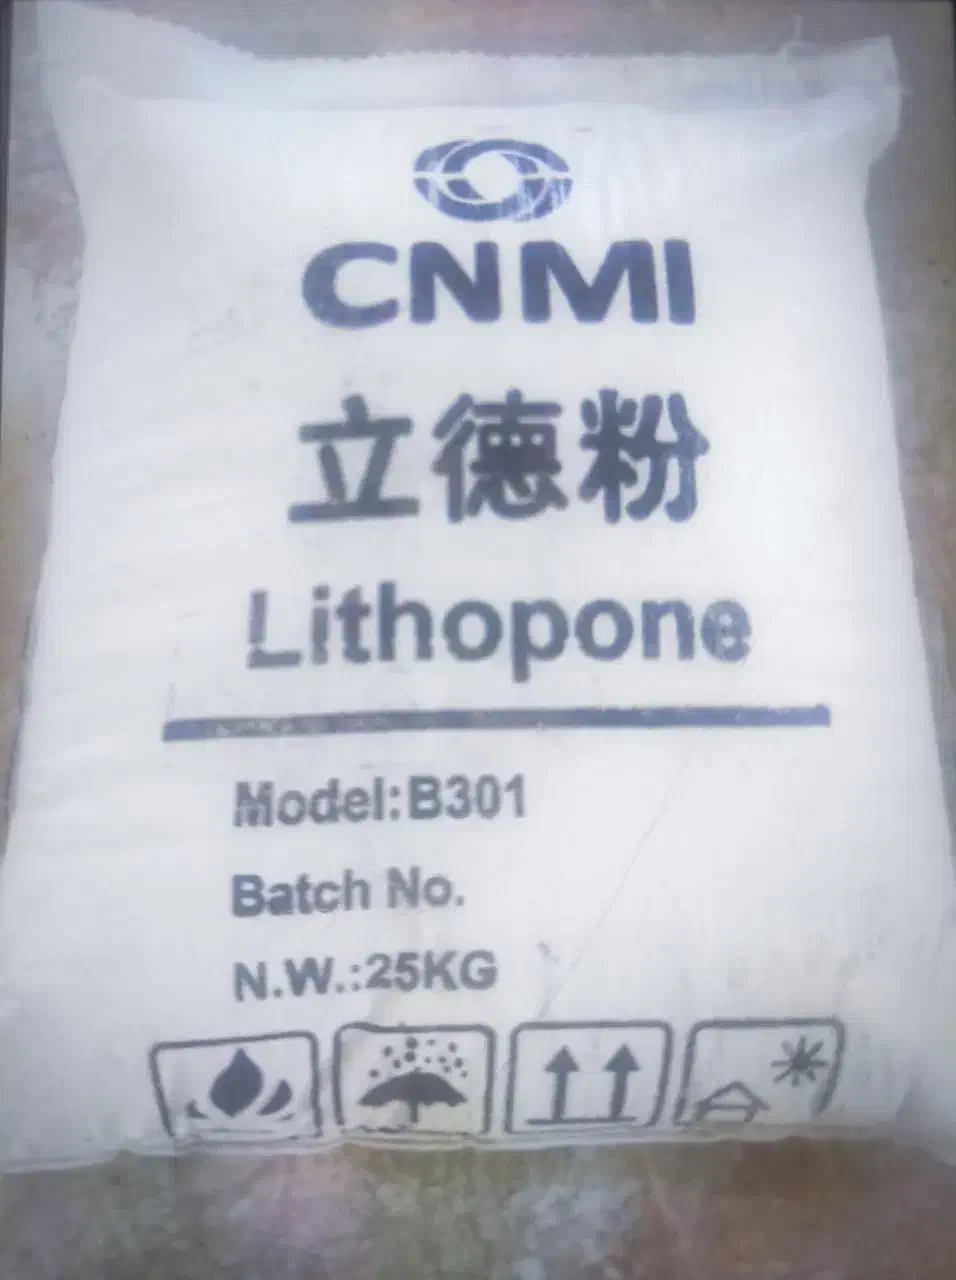 CNMI
立德粉
Lithopone
Model:B301
Batch No.
N.W.:25KG